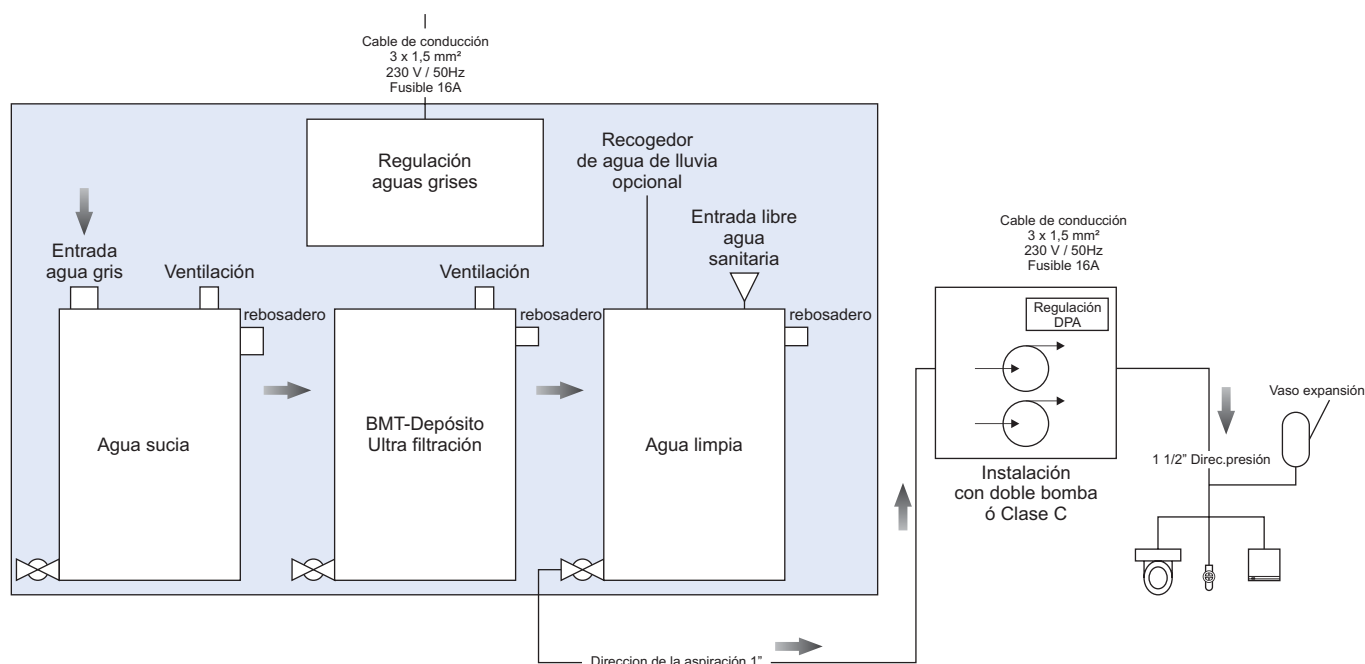 Cable de conducción
3 x 1,5 mm²
230 V / 50Hz
Fusible 16A
Regulación
aguas grises
Recogedor
de agua de lluvia
opcional
Entrada libre
agua
sanitaria
Entrada
agua gris
Ventilación
Ventilación
rebosadero
rebosadero
rebosadero
Agua sucia
BMT-Depósito
Ultra filtración
Agua limpia
Cable de conducción
3 x 1,5 mm²
230 V / 50Hz
Fusible 16A
Regulación
DPA
Instalación
con doble bomba
ó Clase C
Vaso expansión
1 1/2” Direc.presión
Direccion de la aspiración 1”